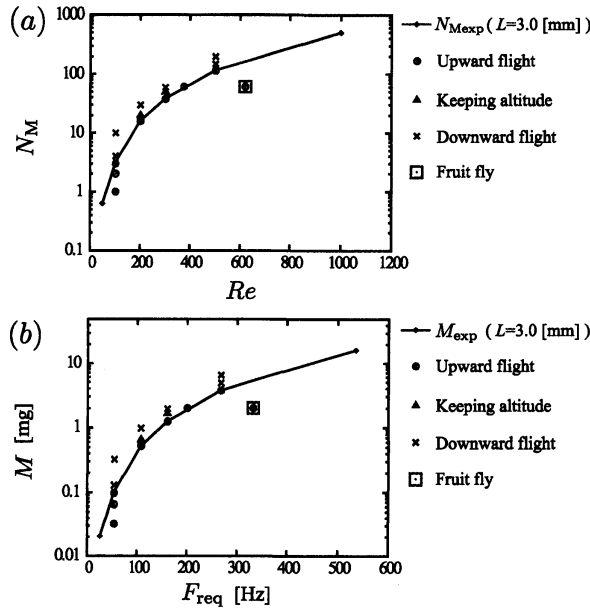 (a)
1000
100
10
1
0.1
N_M
0 200 400 600 800 1000 1200
Re
N_Mexp ( L=3.0 [mm] )
Upward flight
Keeping altitude
Downward flight
Fruit fly
(b)
10
1
0.1
0.01
M [mg]
0 100 200 300 400 500 600
F_req [Hz]
M_exp ( L=3.0 [mm] )
Upward flight
Keeping altitude
Downward flight
Fruit fly